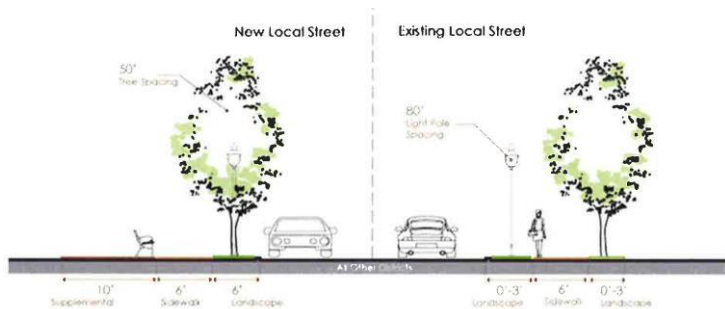 New Local Street
Existing Local Street
50'
Tree Spacing
80'
Light Pole
Spacing
All Other Districts
10'
Supplemental
6'
Sidewalk
6'
Landscape
0'-3'
Landscape
6'
Sidewalk
0'-3'
Landscape